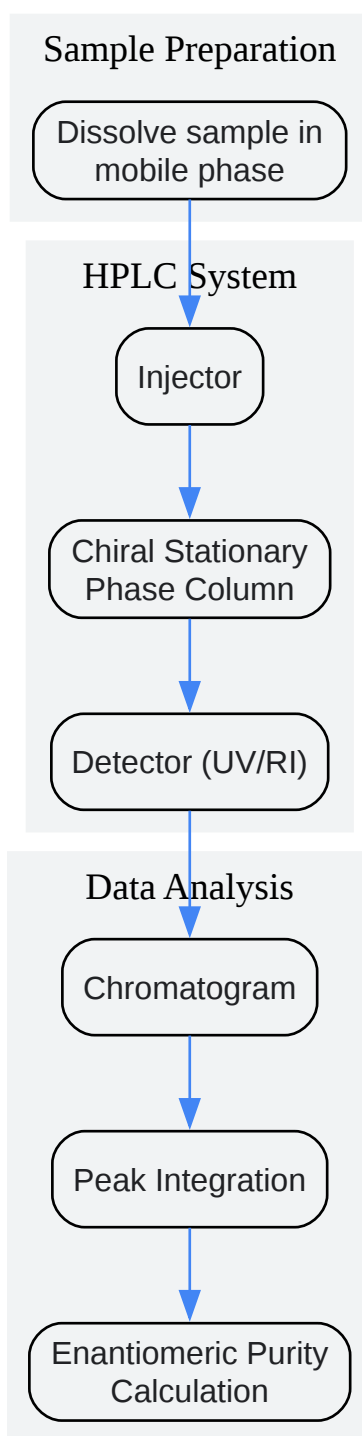 Sample Preparation
Dissolve sample in
mobile phase
HPLC System
Injector
Chiral Stationary
Phase Column
Detector (UV/RI)
Data Analysis
Chromatogram
Peak Integration
Enantiomeric Purity
Calculation